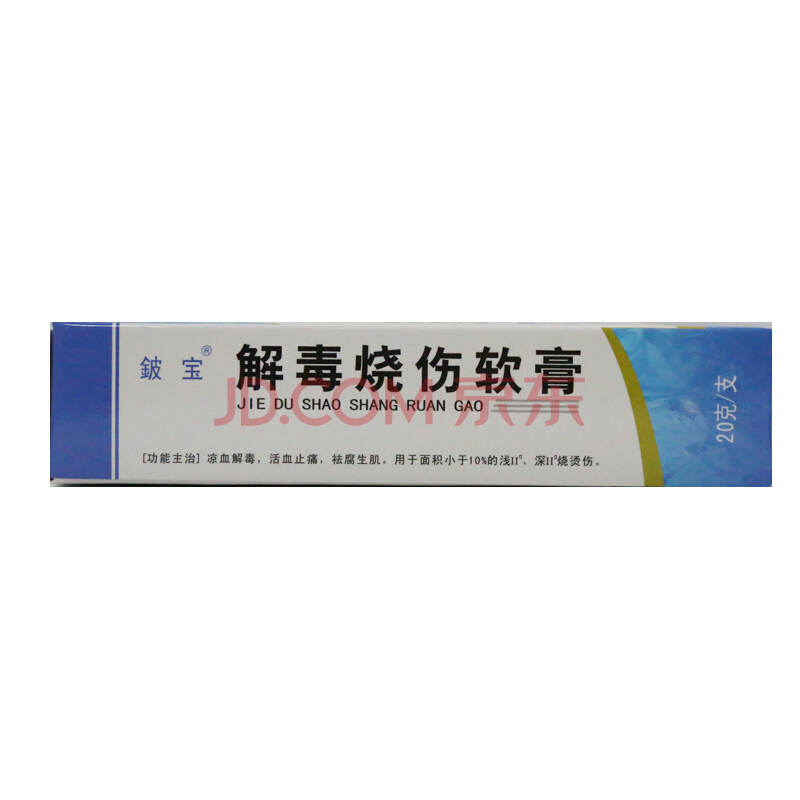 鈹宝®
解毒烧伤软膏
JIE DU SHAO SHANG RUAN GAO
JD.COM 京东
[功能主治] 凉血解毒，活血止痛，祛腐生肌。用于面积小于10%的浅II°、深II°烧烫伤。
20克/支